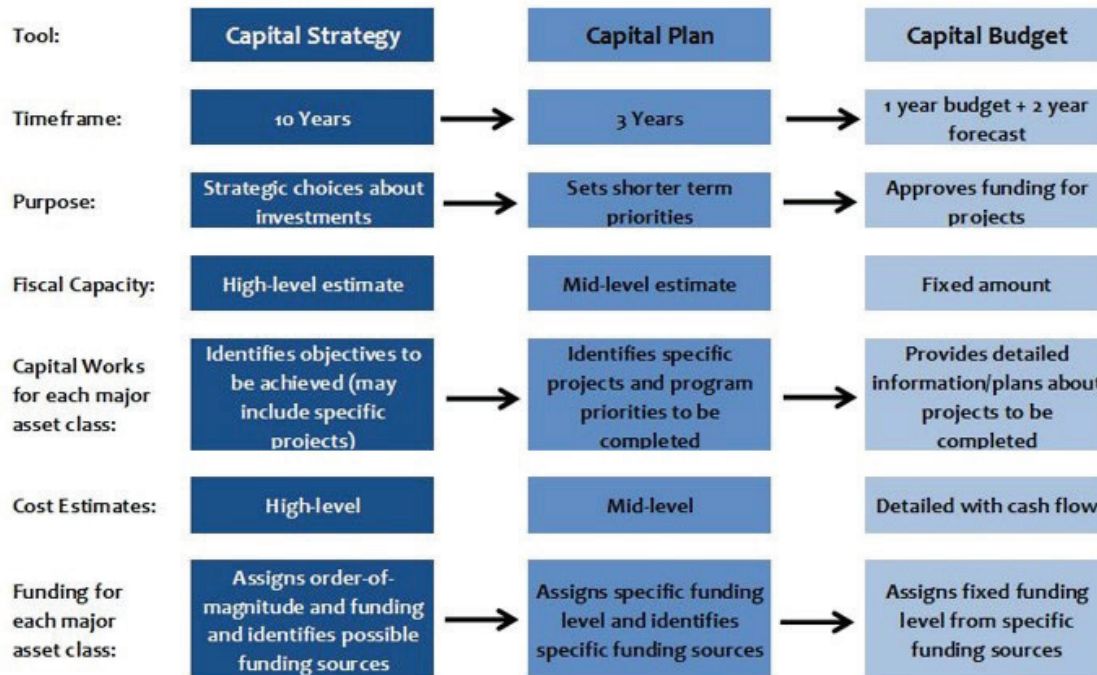 Tool:
Capital Strategy
Capital Plan
Capital Budget
Timeframe:
10 Years
3 Years
1 year budget + 2 year
forecast
Purpose:
Strategic choices about
investments
Sets shorter term
priorities
Approves funding for
projects
Fiscal Capacity:
High-level estimate
Mid-level estimate
Fixed amount
Capital Works
for each major
asset class:
Identifies objectives to
be achieved (may
include specific
projects)
Identifies specific
projects and program
priorities to be
completed
Provides detailed
information/plans about
projects to be
completed
Cost Estimates:
High-level
Mid-level
Detailed with cash flow
Funding for
each major
asset class:
Assigns order-of-
magnitude and funding
and identifies possible
funding sources
Assigns specific funding
level and identifies
specific funding sources
Assigns fixed funding
level from specific
funding sources